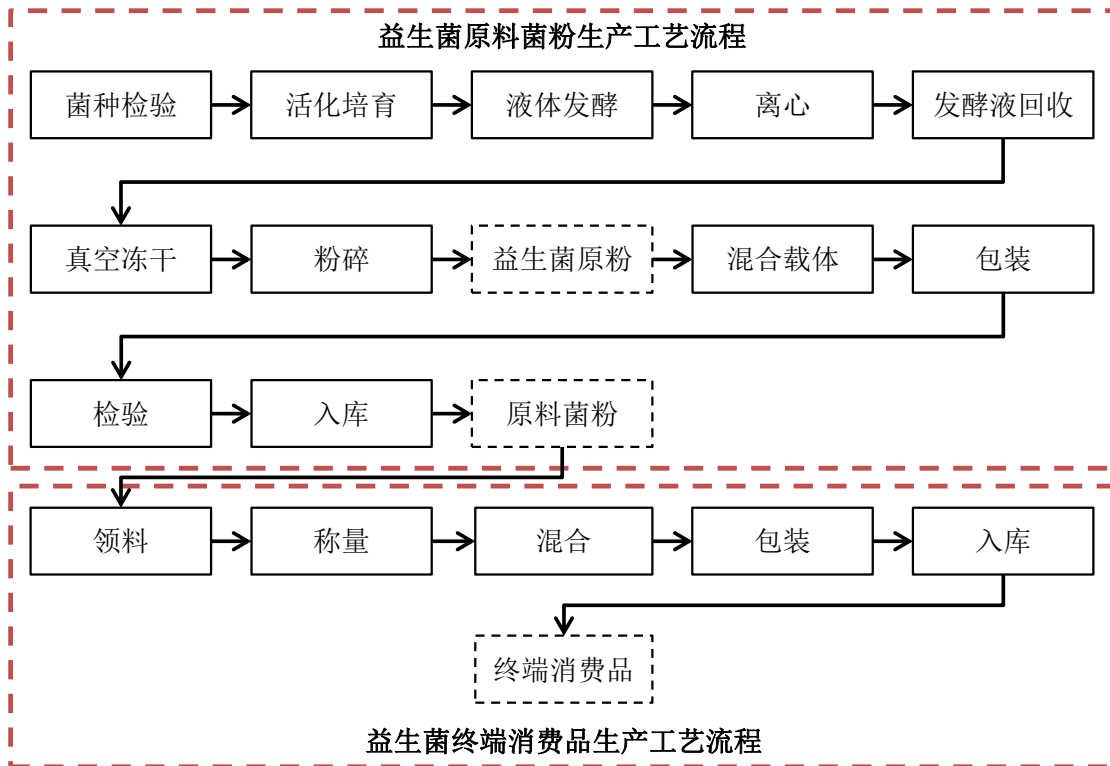 益生菌原料菌粉生产工艺流程
菌种检验
活化培育
液体发酵
离心
发酵液回收
真空冻干
粉碎
益生菌原粉
混合载体
包装
检验
入库
原料菌粉
领料
称量
混合
包装
入库
终端消费品
益生菌终端消费品生产工艺流程